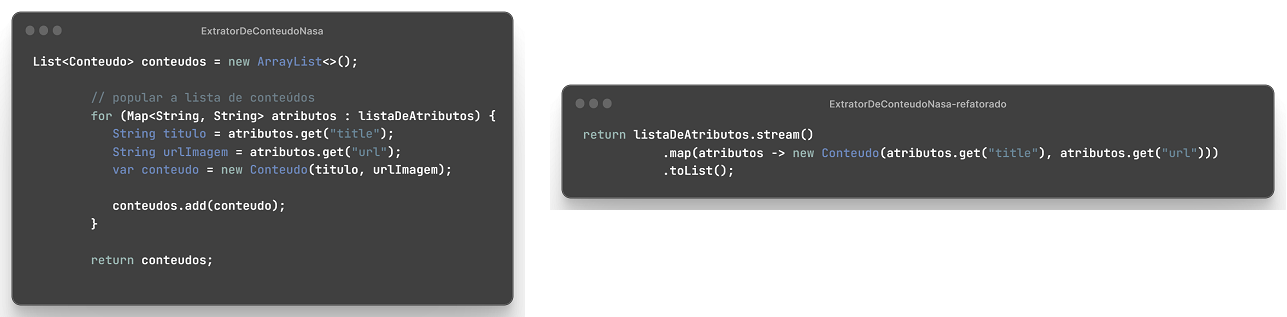 ExtratorDeConteudoNasa
List<Conteudo> conteudos = new ArrayList<>();
// popular a lista de conteúdos
for (Map<String, String> atributos : listaDeAtributos) {
String titulo = atributos.get("title");
String urlImagem = atributos.get("url");
var conteudo = new Conteudo(titulo, urlImagem);
conteudos.add(conteudo);
}
return conteudos;
ExtratorDeConteudoNasa-refatorado
return listaDeAtributos.stream()
.map(atributos -> new Conteudo(atributos.get("title"), atributos.get("url")))
.toList();